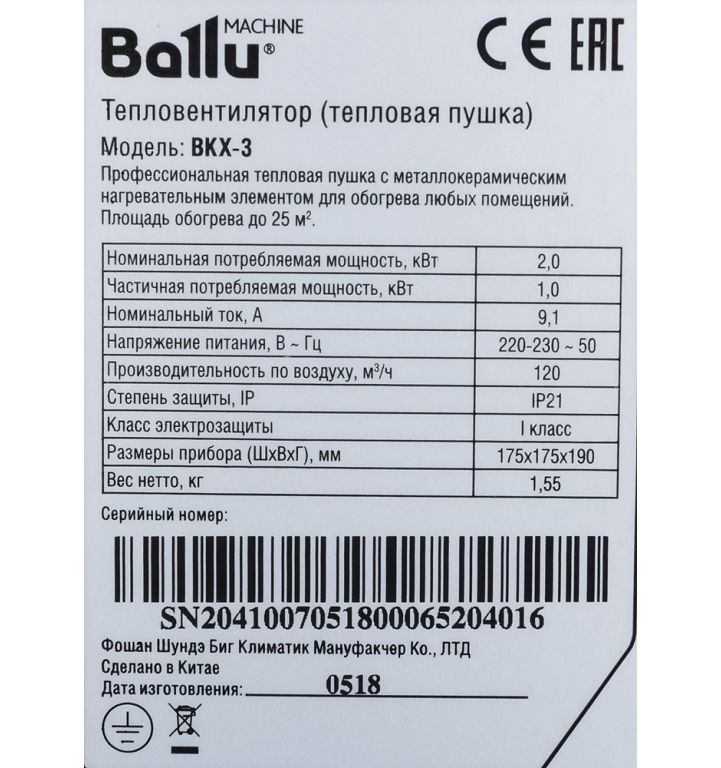 MACHINE
Ballu®
CE EAC
Тепловентилятор (тепловая пушка)
Модель: BKX-3
Профессиональная тепловая пушка с металлокерамическим
нагревательным элементом для обогрева любых помещений.
Площадь обогрева до 25 м².
Номинальная потребляемая мощность, кВт 2,0
Частичная потребляемая мощность, кВт 1,0
Номинальный ток, А 9,1
Напряжение питания, В ~ Гц 220-230 ~ 50
Производительность по воздуху, м³/ч 120
Степень защиты, IP IP21
Класс электрозащиты I класс
Размеры прибора (ШхВхГ), мм 175x175x190
Вес нетто, кг 1,55
Серийный номер:
SN2041007051800065204016
Фошан Шундэ Биг Климатик Мануфакчер Ко., ЛТД
Сделано в Китае
Дата изготовления: 0518